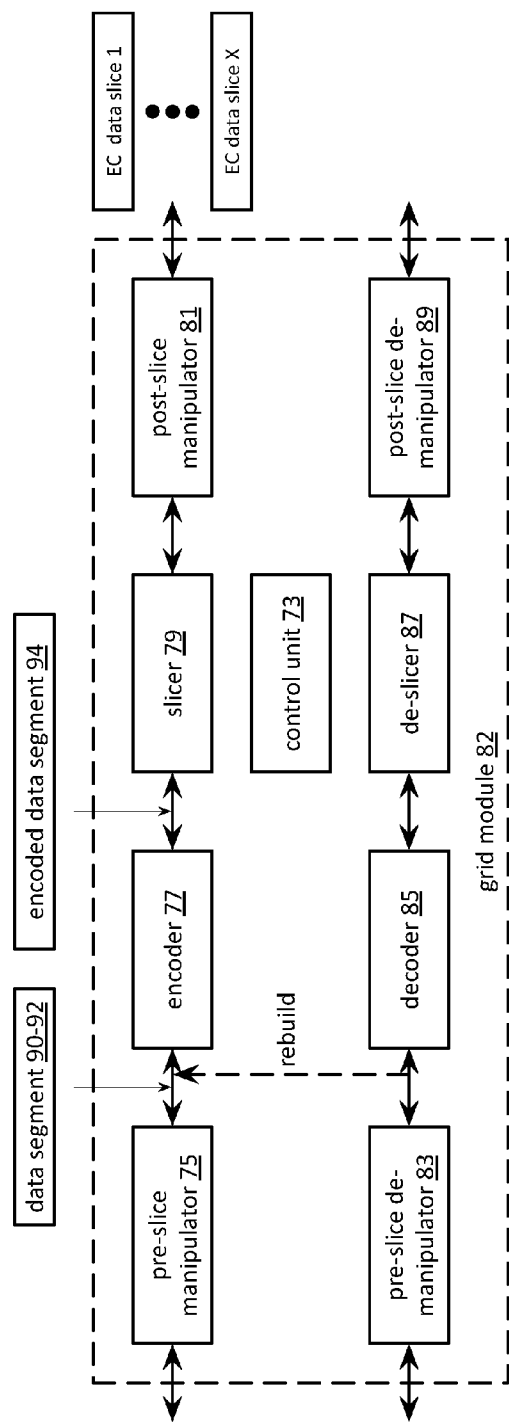 data segment 90-92
encoded data segment 94
EC data slice 1
EC data slice X
pre-slice
manipulator 75
encoder 77
slicer 79
post-slice
manipulator 81
rebuild
control unit 73
pre-slice de-
manipulator 83
decoder 85
de-slicer 87
post-slice de-
manipulator 89
grid module 82